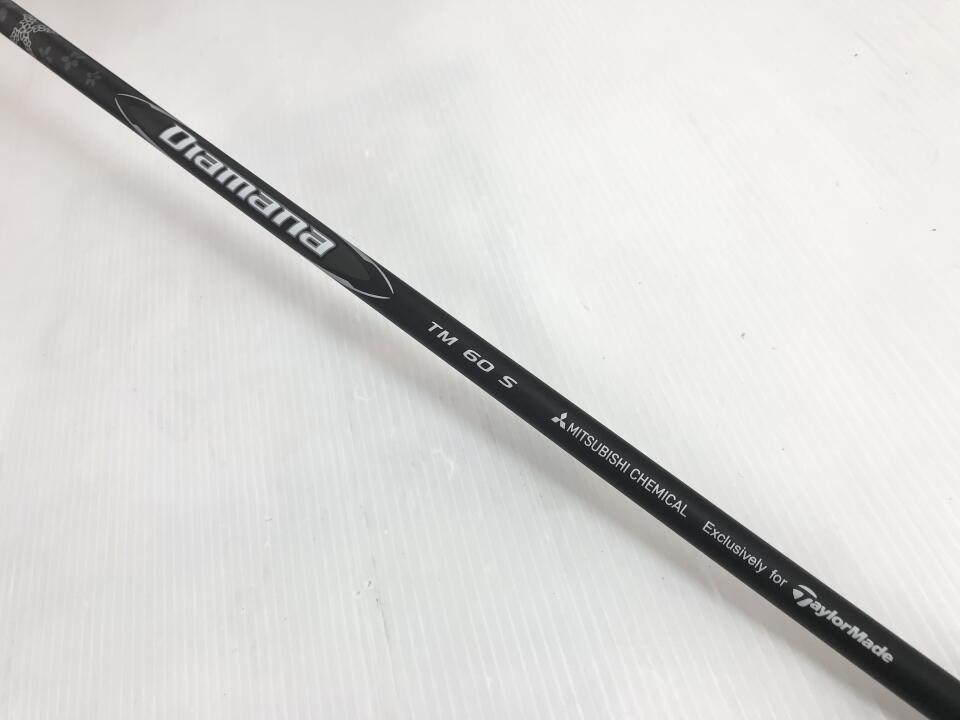 Diamana
TM 60 S
MITSUBISHI CHEMICAL
Exclusively for TaylorMade